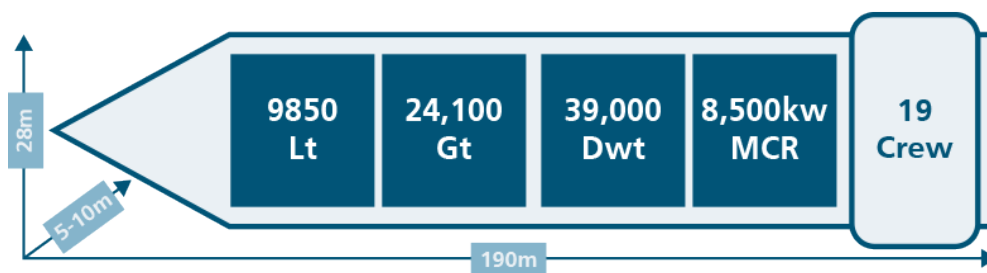 28m
5-10m
190m
9850
Lt
24,100
Gt
39,000
Dwt
8,500kw
MCR
19
Crew